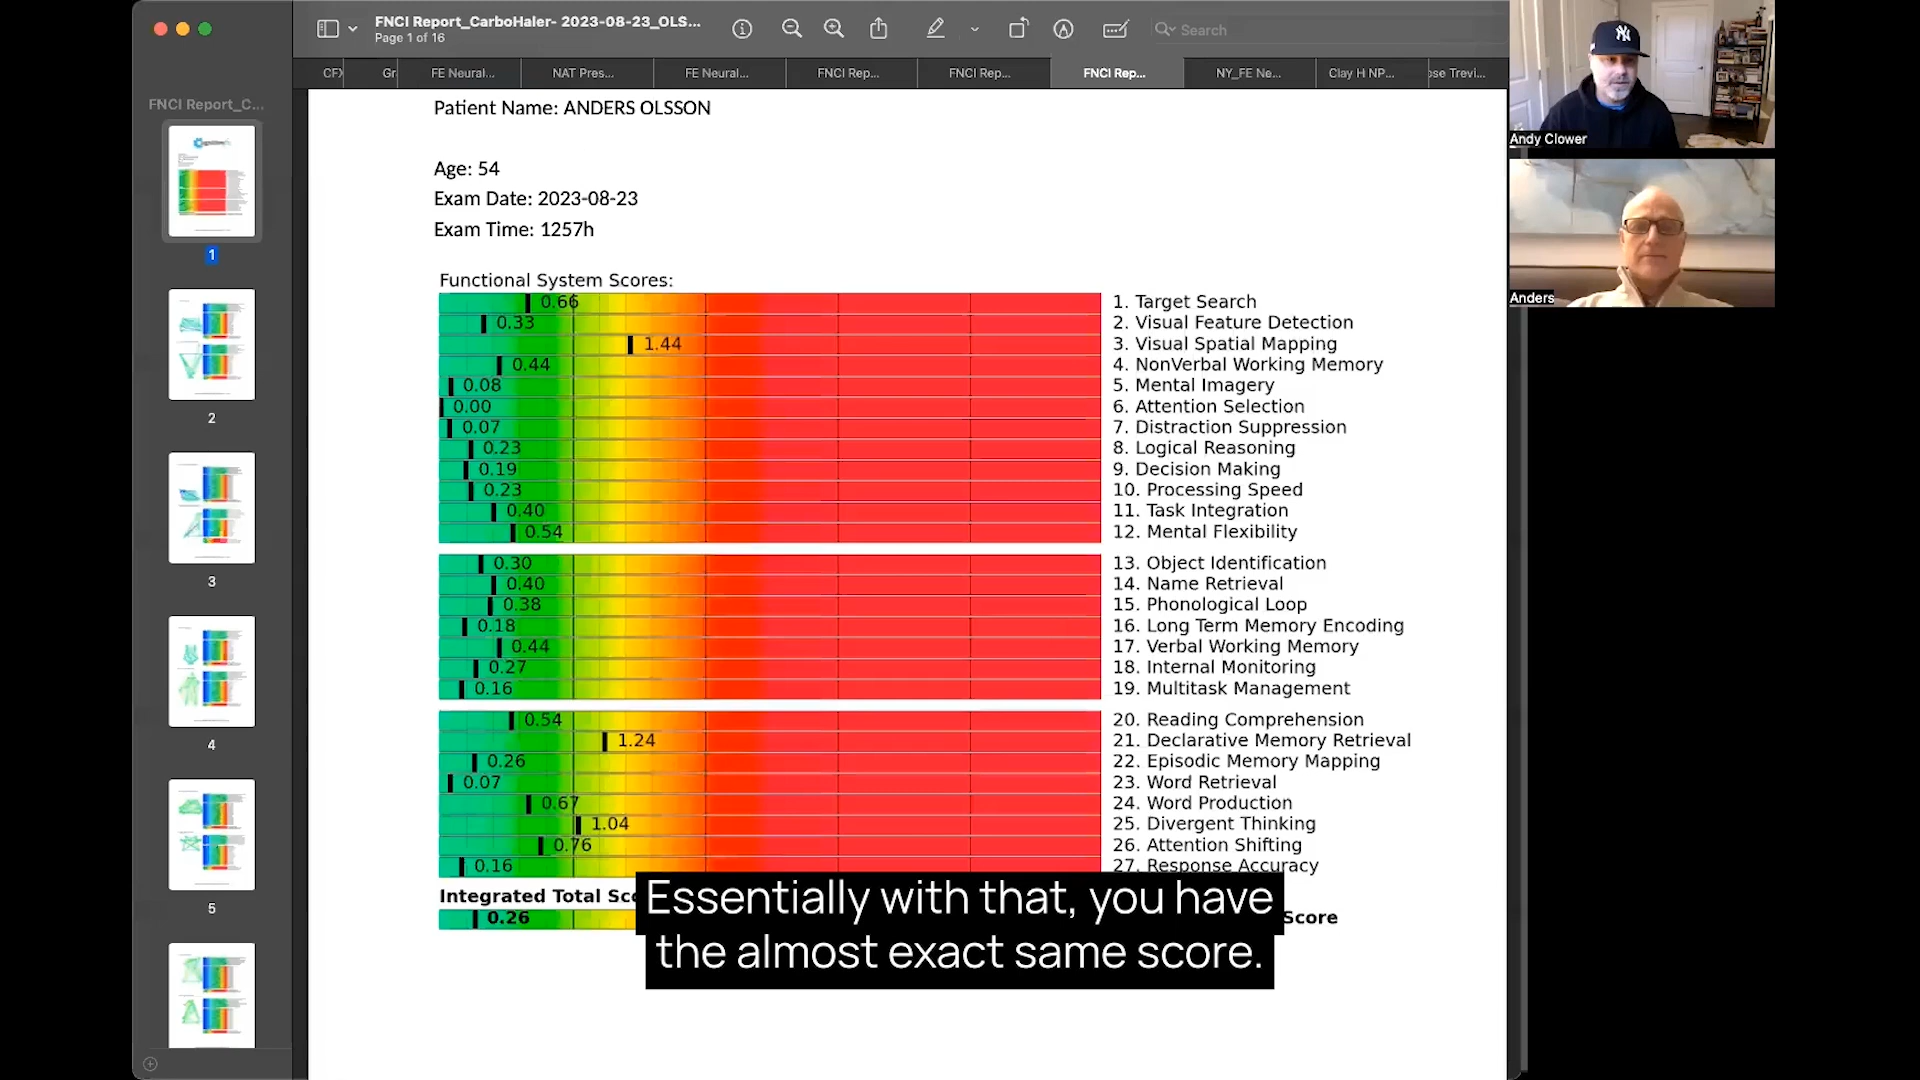 FNCI Report_CarboHaler- 2023-08-23_OLS...
Page 1 of 16
Search
CFX
Gr
FE Neural...
NAT Pres...
FE Neural...
FNCI Rep...
FNCI Rep...
FNCI Rep...
NY_FE Ne...
Clay H NP...
ose Trevi...
FNCI Report_C...
1
2
3
4
5
Patient Name: ANDERS OLSSON
Age: 54
Exam Date: 2023-08-23
Exam Time: 1257h
Functional System Scores:
0.66 1. Target Search
0.33 2. Visual Feature Detection
1.44 3. Visual Spatial Mapping
0.44 4. NonVerbal Working Memory
0.08 5. Mental Imagery
0.00 6. Attention Selection
0.07 7. Distraction Suppression
0.23 8. Logical Reasoning
0.19 9. Decision Making
0.23 10. Processing Speed
0.40 11. Task Integration
0.54 12. Mental Flexibility
0.30 13. Object Identification
0.40 14. Name Retrieval
0.38 15. Phonological Loop
0.18 16. Long Term Memory Encoding
0.44 17. Verbal Working Memory
0.27 18. Internal Monitoring
0.16 19. Multitask Management
0.54 20. Reading Comprehension
1.24 21. Declarative Memory Retrieval
0.26 22. Episodic Memory Mapping
0.07 23. Word Retrieval
0.67 24. Word Production
1.04 25. Divergent Thinking
0.76 26. Attention Shifting
0.16 27. Response Accuracy
Integrated Total Sc
0.26 Score
Essentially with that, you have
the almost exact same score.
Andy Clower
Anders
NY